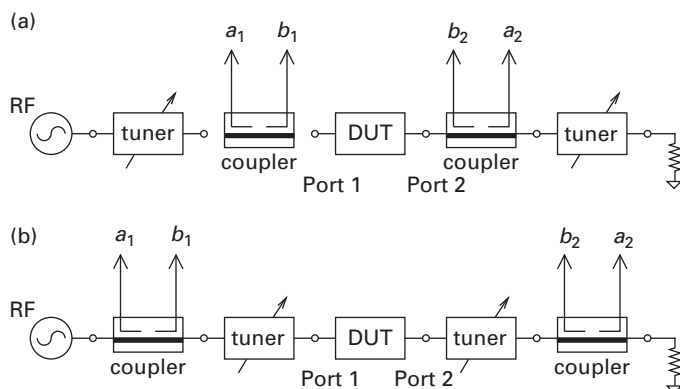 (a)
a1 b1 b2 a2
RF
tuner DUT tuner
coupler coupler
Port 1 Port 2
(b)
a1 b1 b2 a2
RF
tuner DUT tuner
coupler coupler
Port 1 Port 2